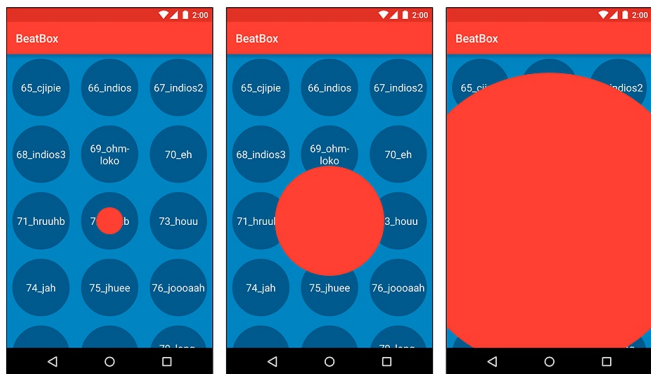 2:00
BeatBox
65_cjipie 66_indios 67_indios2
68_indios3 69_ohm-
loko 70_eh
71_hruuhb 73_houu
74_jah 75_jhuee 76_joooaah
2:00
BeatBox
65_cjipie 66_indios 67_indios2
68_indios3 69_ohm-
loko 70_eh
74_jah 75_jhuee 76_joooaah
2:00
BeatBox